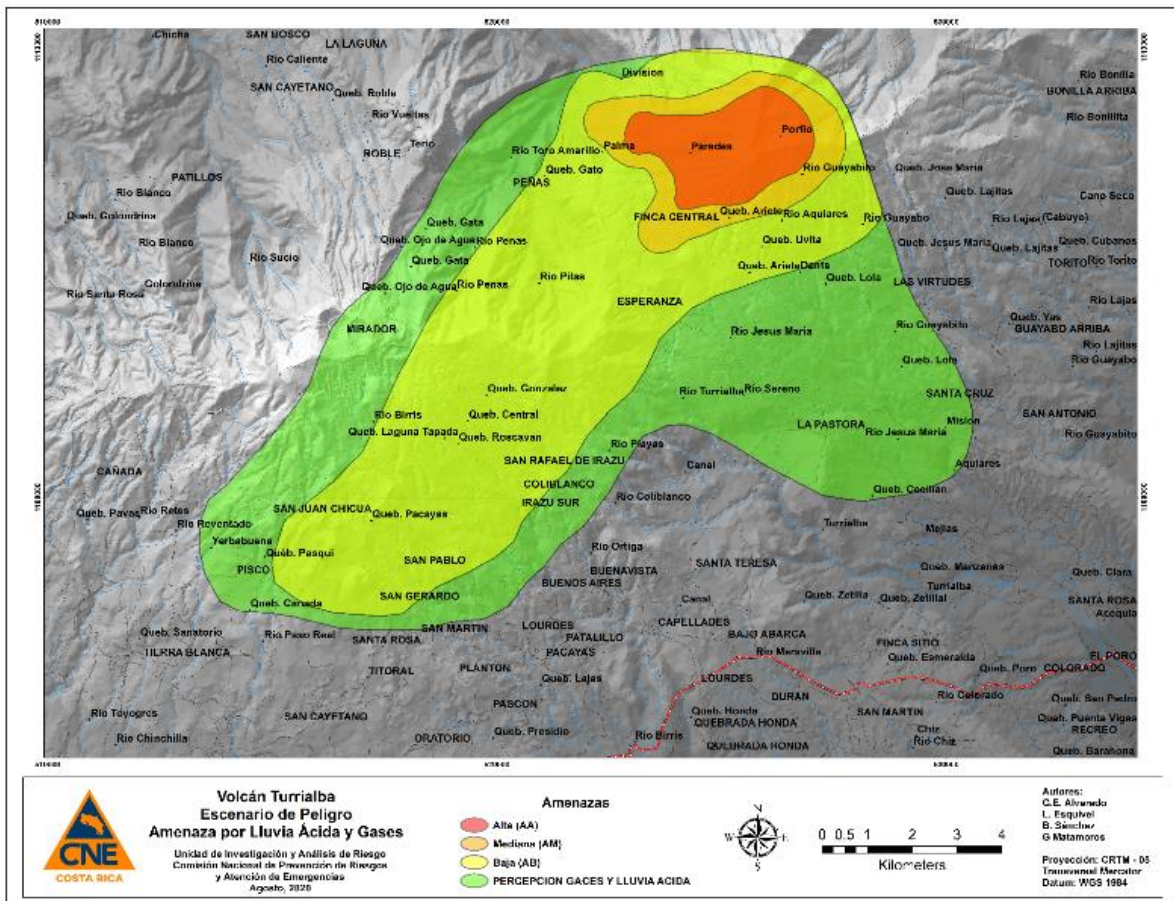 510000 520000 530000
Chicha SAN BOSCO
LA LAGUNA
Rio Caliente
Division
Rio Bonilla
SAN CAYETANO Queb. Roble
BONILLA ARRIBA
Rio Vueltas
Rio Bonilita
Porfio
Terio
ROBLE
Rio Toro Amarillo
Palma
Paredes
PEÑAS
Queb. Gato
Rio Guayabito
Queb. Jose Maria
PATILLOS
Rio Blanco
Queb. Lajitas
Cano Seco
Queb. Golondrina
Queb. Gata
FINCA CENTRAL
Queb. Ariete
Rio Aquiares
Rio Guayabo
Rio Lajas
(Cabuyo)
Rio Blanco
Queb. Ojo de Agua
Rio Penas
Queb. Uvita
Queb. Jesus Maria
Queb. Lajitas
Queb. Cubanos
Rio Sucio
Queb. Gata
Queb. Ariete
Dante
TORITO
Rio Torito
Rio Pitas
Queb. Lola
LAS VIRTUDES
Rio Santa Rosa
Colondrina
Queb. Ojo de Agua
Rio Penas
ESPERANZA
Rio Lajas
MIRADOR
Rio Jesus Maria
Rio Guayabito
Queb. Yas
GUAYABO ARRIBA
Rio Lajitas
Queb. Lola
Rio Guayabo
Queb. Gonzalez
Rio Turrialba
Rio Sereno
SANTA CRUZ
Rio Birris
Queb. Central
SAN ANTONIO
Queb. Laguna Tapada
Queb. Roscavan
LA PASTORA
Rio Jesus Maria
Mision
Rio Guayabito
Rio Playas
CAÑADA
SAN RAFAEL DE IRAZU
Canal
Aquiares
COLIBLANCO
Queb. Pavas
Rio Retes
SAN JUAN CHICUA
Queb. Pacayas
IRAZU SUR
Rio Coliblanco
Queb. Cecilian
Rio Reventado
Turrialba
Mejias
Yerbabuena
Queb. Pasqui
SAN PABLO
Rio Ortiga
SANTA TERESA
PISCO
BUENAVISTA
BUENOS AIRES
Queb. Manzanas
Queb. Clara
Turrialba
Queb. Canada
SAN GERARDO
Canal
Queb. Zetilla
Queb. Zetillal
SANTA ROSA
Acequia
Queb. Sanatorio
Rio Paso Real
SANTA ROSA
SAN MARTIN
LOURDES
CAPELLADES
TIERRA BLANCA
PATALILLO
BAJO ABARCA
FINCA SITIO
PACAYAS
Rio Maravilla
Queb. Esmeralda
EL PORO
TITORAL
PLANTON
Queb. Lajas
LOURDES
Queb. Poro
COLORADO
DURAN
Rio Colorado
Queb. San Pedro
PASCON
Rio Toyogres
SAN CAYETANO
Queb. Honda
SAN MARTIN
Queb. Puente Vigas
QUEBRADA HONDA
RECREO
Rio Chinchilla
ORATORIO
Queb. Presidio
Rio Birris
QUEBRADA HONDA
Chiz
Rio Chiz
Queb. Barahona
510000 520000 530000
Volcán Turrialba
Escenario de Peligro
Amenaza por Lluvia Ácida y Gases
Unidad de Investigación y Análisis de Riesgo
Comisión Nacional de Prevención de Riesgos
y Atención de Emergencias
Agosto, 2020
CNE
COSTA RICA
Amenazas
Alta (AA)
Mediana (AM)
Baja (AB)
PERCEPCION GACES Y LLUVIA ACIDA
N
S
E
0 0.5 1 2 3 4
Kilometers
Autores:
G.E. Alvarado
L. Esquivel
B. Sánchez
G Matamoros
Proyección: CRTM - 05
Transversal Mercator
Datum: WGS 1984